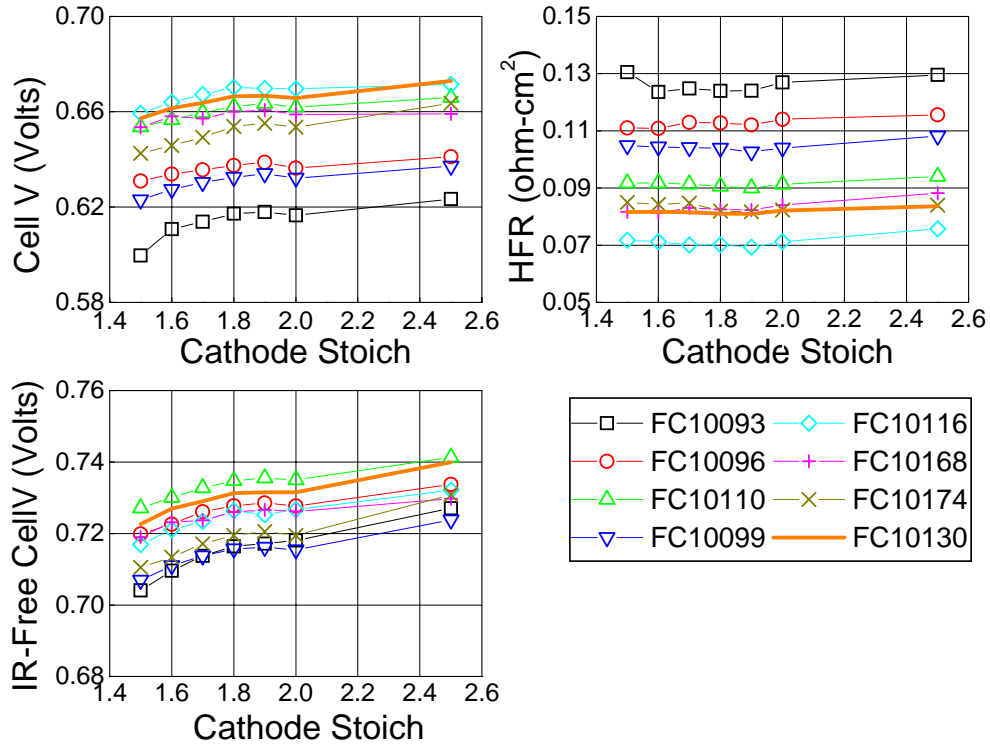 0.70
0.66
0.62
0.58
Cell V (Volts)
1.4 1.6 1.8 2.0 2.2 2.4 2.6
Cathode Stoich
0.15
0.13
0.11
0.09
0.07
0.05
HFR (ohm-cm²)
1.4 1.6 1.8 2.0 2.2 2.4 2.6
Cathode Stoich
0.76
0.74
0.72
0.70
0.68
IR-Free Cell V (Volts)
1.4 1.6 1.8 2.0 2.2 2.4 2.6
Cathode Stoich
FC10093 FC10116
FC10096 FC10168
FC10110 FC10174
FC10099 FC10130